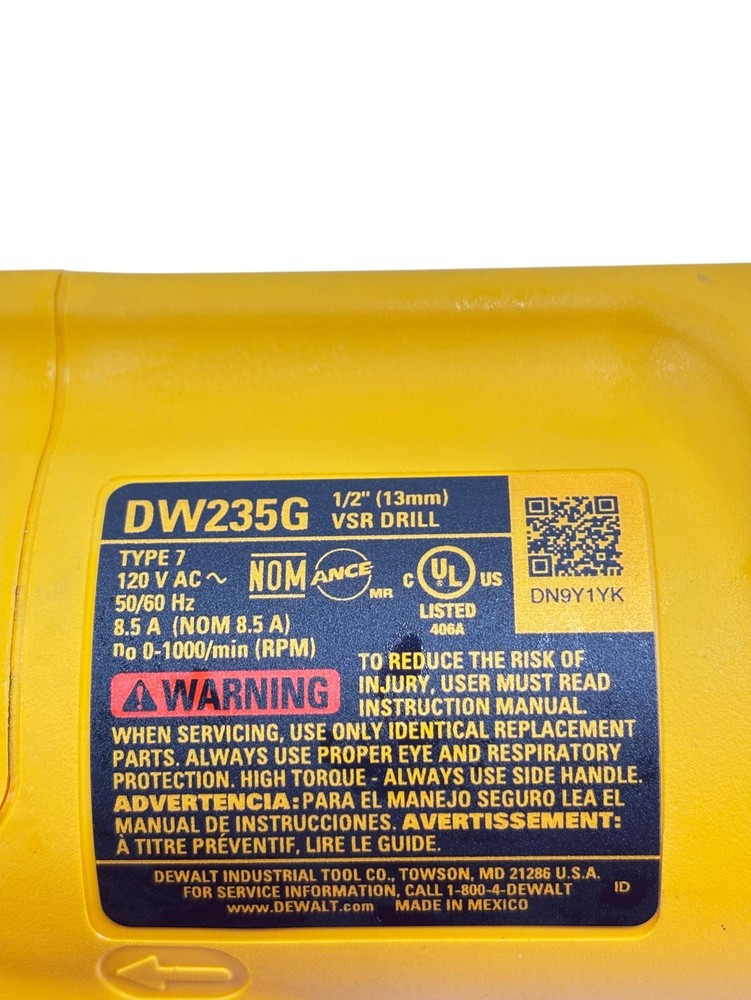 DW235G
1/2" (13mm)
VSR DRILL
TYPE 7
120 V AC ~
50/60 Hz
8.5 A (NOM 8.5 A)
no 0-1000/min (RPM)
NOM
ANCE
MR
C UL US
LISTED
406A
DN9Y1YK
WARNING
TO REDUCE THE RISK OF
INJURY, USER MUST READ
INSTRUCTION MANUAL.
WHEN SERVICING, USE ONLY IDENTICAL REPLACEMENT
PARTS. ALWAYS USE PROPER EYE AND RESPIRATORY
PROTECTION. HIGH TORQUE - ALWAYS USE SIDE HANDLE.
ADVERTENCIA: PARA EL MANEJO SEGURO LEA EL
MANUAL DE INSTRUCCIONES. AVERTISSEMENT:
À TITRE PRÉVENTIF, LIRE LE GUIDE.
DEWALT INDUSTRIAL TOOL CO., TOWSON, MD 21286 U.S.A.
FOR SERVICE INFORMATION, CALL 1-800-4-DEWALT
ID
www.DEWALT.com MADE IN MEXICO